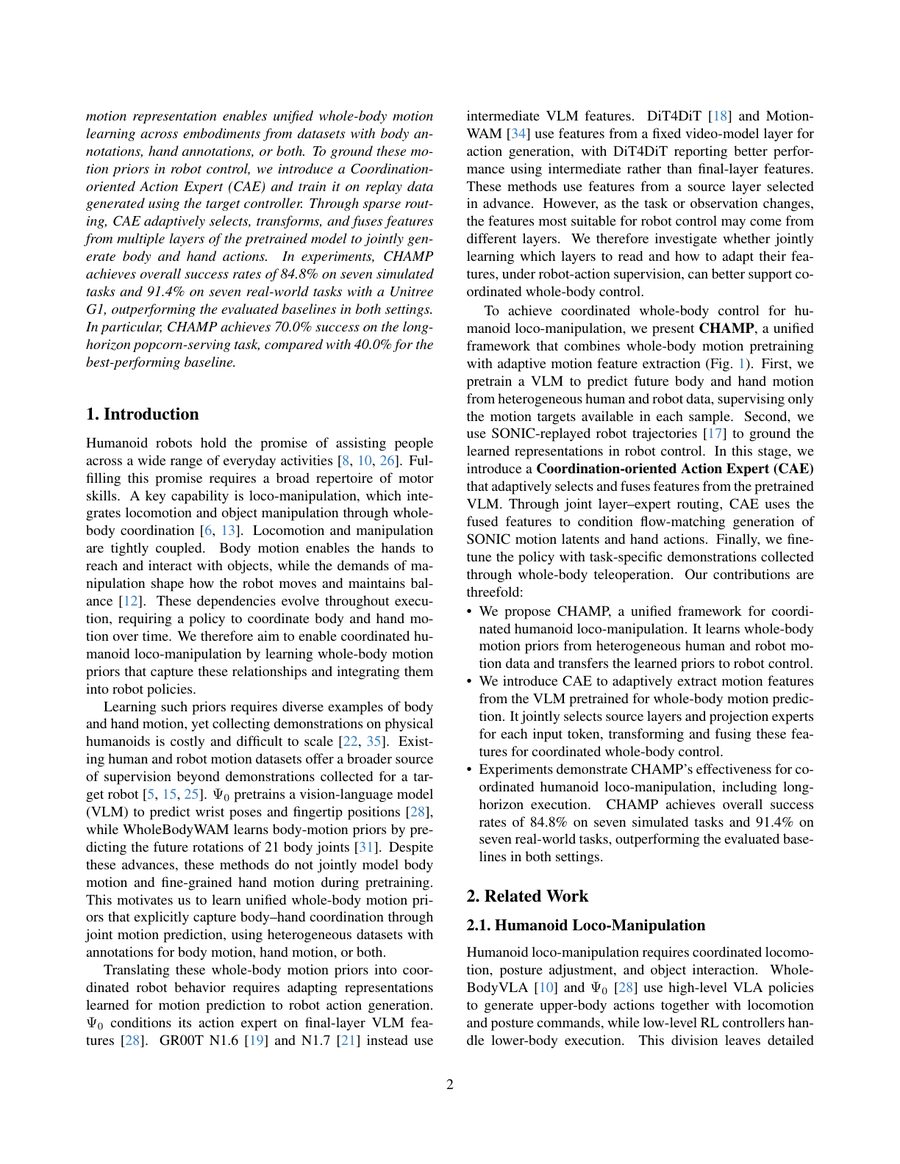 motion representation enables unified whole-body motion
learning across embodiments from datasets with body an-
notations, hand annotations, or both. To ground these mo-
tion priors in robot control, we introduce a Coordination-
oriented Action Expert (CAE) and train it on replay data
generated using the target controller. Through sparse rout-
ing, CAE adaptively selects, transforms, and fuses features
from multiple layers of the pretrained model to jointly gen-
erate body and hand actions. In experiments, CHAMP
achieves overall success rates of 84.8% on seven simulated
tasks and 91.4% on seven real-world tasks with a Unitree
G1, outperforming the evaluated baselines in both settings.
In particular, CHAMP achieves 70.0% success on the long-
horizon popcorn-serving task, compared with 40.0% for the
best-performing baseline.
1. Introduction
Humanoid robots hold the promise of assisting people
across a wide range of everyday activities [8, 10, 26]. Ful-
filling this promise requires a broad repertoire of motor
skills. A key capability is loco-manipulation, which inte-
grates locomotion and object manipulation through whole-
body coordination [6, 13]. Locomotion and manipulation
are tightly coupled. Body motion enables the hands to
reach and interact with objects, while the demands of ma-
nipulation shape how the robot moves and maintains bal-
ance [12]. These dependencies evolve throughout execu-
tion, requiring a policy to coordinate body and hand mo-
tion over time. We therefore aim to enable coordinated hu-
manoid loco-manipulation by learning whole-body motion
priors that capture these relationships and integrating them
into robot policies.
Learning such priors requires diverse examples of body
and hand motion, yet collecting demonstrations on physical
humanoids is costly and difficult to scale [22, 35]. Exist-
ing human and robot motion datasets offer a broader source
of supervision beyond demonstrations collected for a tar-
get robot [5, 15, 25]. Ψ0 pretrains a vision-language model
(VLM) to predict wrist poses and fingertip positions [28],
while WholeBodyWAM learns body-motion priors by pre-
dicting the future rotations of 21 body joints [31]. Despite
these advances, these methods do not jointly model body
motion and fine-grained hand motion during pretraining.
This motivates us to learn unified whole-body motion pri-
ors that explicitly capture body–hand coordination through
joint motion prediction, using heterogeneous datasets with
annotations for body motion, hand motion, or both.
Translating these whole-body motion priors into coor-
dinated robot behavior requires adapting representations
learned for motion prediction to robot action generation.
Ψ0 conditions its action expert on final-layer VLM fea-
tures [28]. GR00T N1.6 [19] and N1.7 [21] instead use
intermediate VLM features. DiT4DiT [18] and Motion-
WAM [34] use features from a fixed video-model layer for
action generation, with DiT4DiT reporting better perfor-
mance using intermediate rather than final-layer features.
These methods use features from a source layer selected
in advance. However, as the task or observation changes,
the features most suitable for robot control may come from
different layers. We therefore investigate whether jointly
learning which layers to read and how to adapt their fea-
tures, under robot-action supervision, can better support co-
ordinated whole-body control.
To achieve coordinated whole-body control for hu-
manoid loco-manipulation, we present CHAMP, a unified
framework that combines whole-body motion pretraining
with adaptive motion feature extraction (Fig. 1). First, we
pretrain a VLM to predict future body and hand motion
from heterogeneous human and robot data, supervising only
the motion targets available in each sample. Second, we
use SONIC-replayed robot trajectories [17] to ground the
learned representations in robot control. In this stage, we
introduce a Coordination-oriented Action Expert (CAE)
that adaptively selects and fuses features from the pretrained
VLM. Through joint layer–expert routing, CAE uses the
fused features to condition flow-matching generation of
SONIC motion latents and hand actions. Finally, we fine-
tune the policy with task-specific demonstrations collected
through whole-body teleoperation. Our contributions are
threefold:
• We propose CHAMP, a unified framework for coordi-
nated humanoid loco-manipulation. It learns whole-body
motion priors from heterogeneous human and robot mo-
tion data and transfers the learned priors to robot control.
• We introduce CAE to adaptively extract motion features
from the VLM pretrained for whole-body motion predic-
tion. It jointly selects source layers and projection experts
for each input token, transforming and fusing these fea-
tures for coordinated whole-body control.
• Experiments demonstrate CHAMP’s effectiveness for co-
ordinated humanoid loco-manipulation, including long-
horizon execution. CHAMP achieves overall success
rates of 84.8% on seven simulated tasks and 91.4% on
seven real-world tasks, outperforming the evaluated base-
lines in both settings.
2. Related Work
2.1. Humanoid Loco-Manipulation
Humanoid loco-manipulation requires coordinated locomo-
tion, posture adjustment, and object interaction. Whole-
BodyVLA [10] and Ψ0 [28] use high-level VLA policies
to generate upper-body actions together with locomotion
and posture commands, while low-level RL controllers han-
dle lower-body execution. This division leaves detailed
2